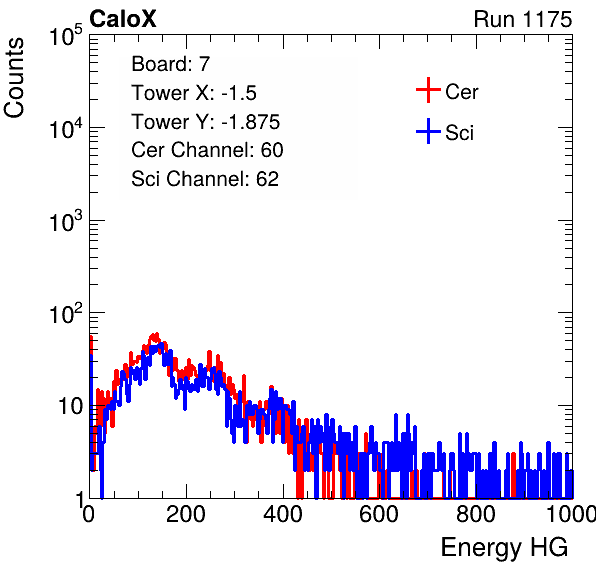 CaloX Run 1175
Counts
10^5
10^4
10^3
10^2
10
1
Board: 7
Tower X: -1.5
Tower Y: -1.875
Cer Channel: 60
Sci Channel: 62
Cer
Sci
0 200 400 600 800 1000
Energy HG